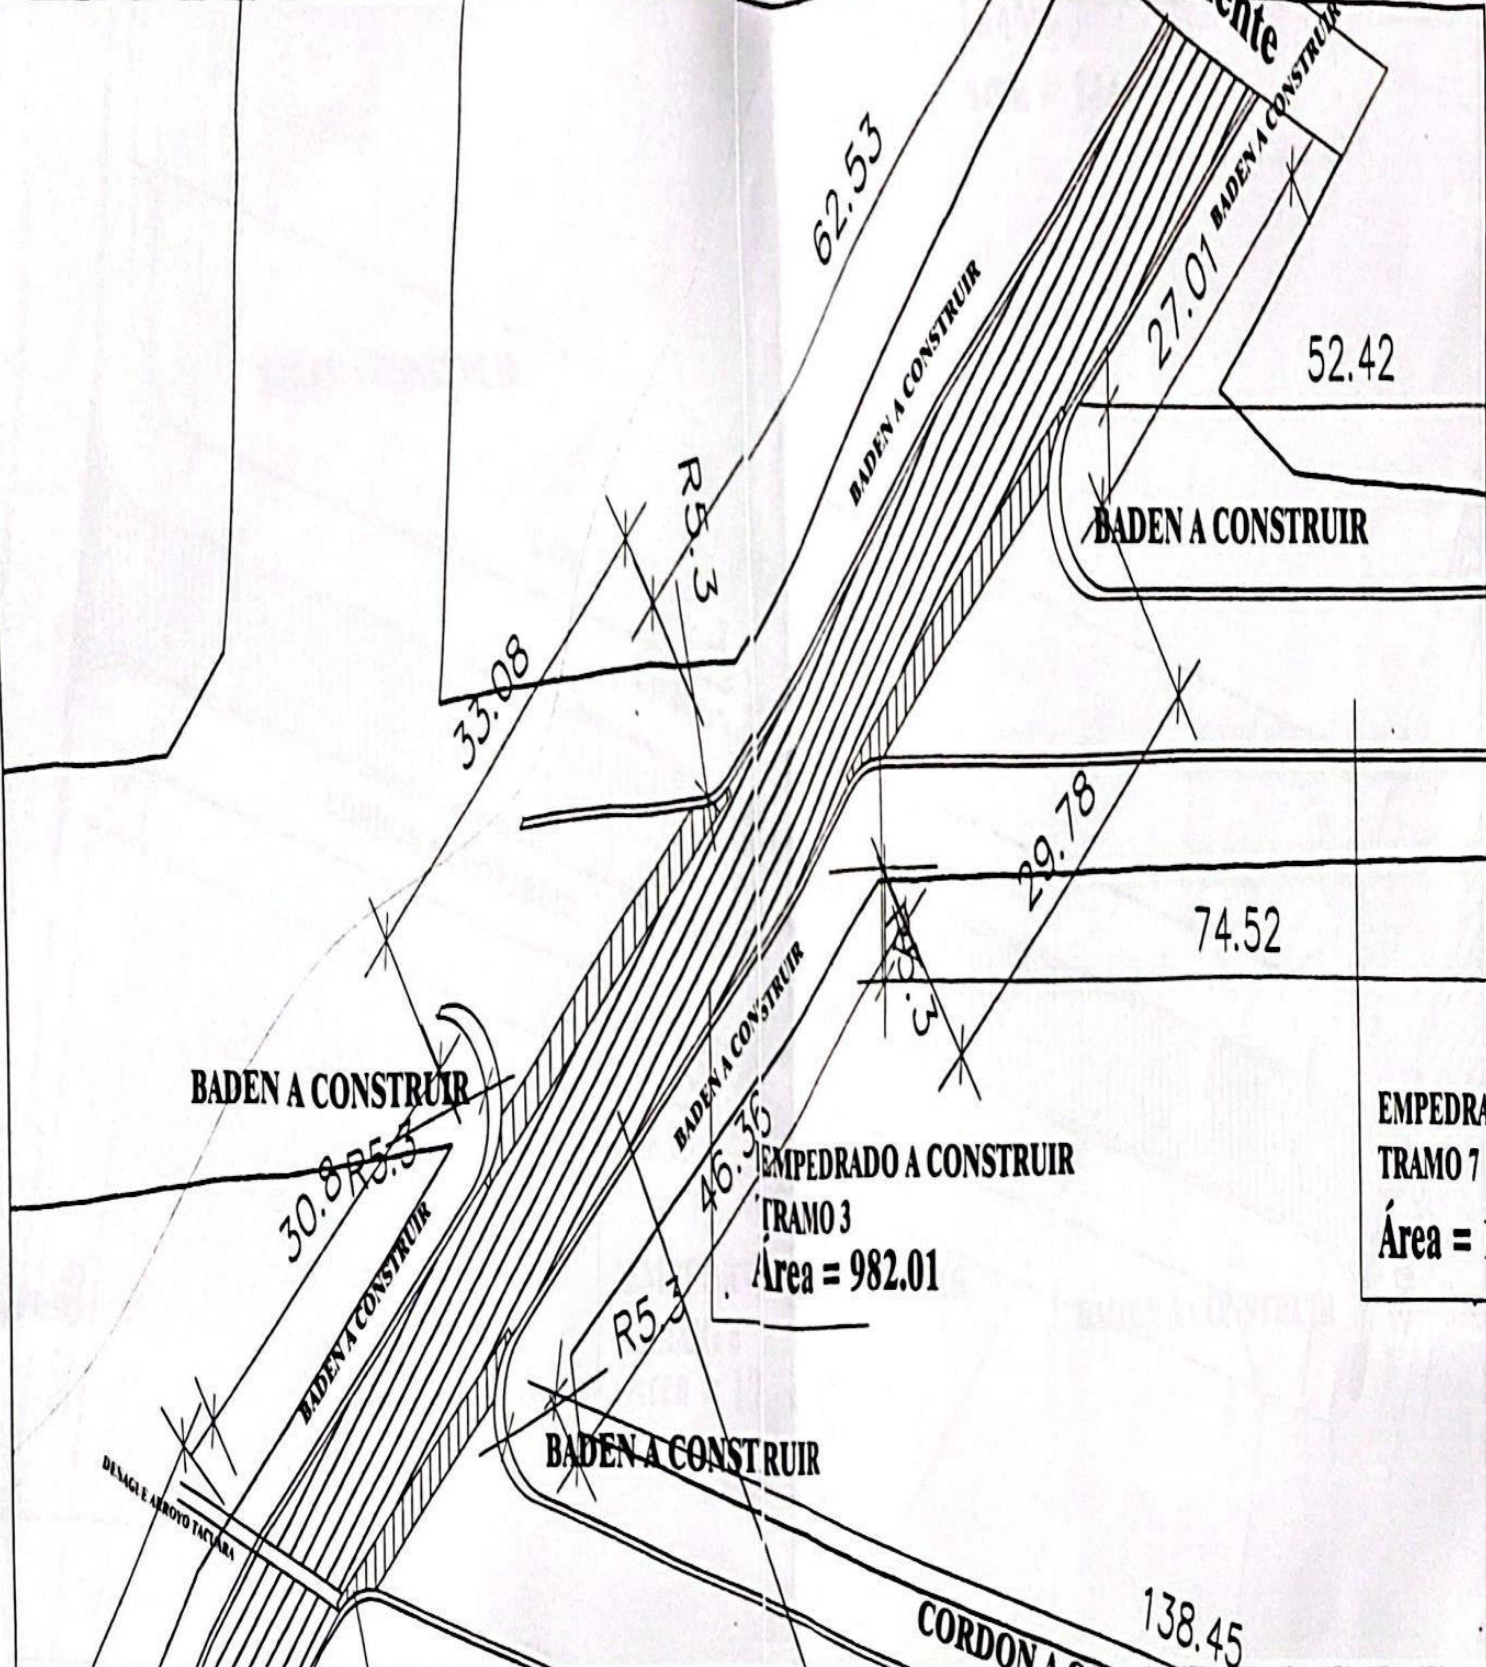 ente
BADEN A CONSTRUIR
62.53
27.01
52.42
BADEN A CONSTRUIR
R5.3
BADEN A CONSTRUIR
33.08
29.78
74.52
R5.3
BADEN A CONSTRUIR
BADEN A CONSTRUIR
30.8
R5.3
46.36
EMPEDRADO A CONSTRUIR
TRAMO 3
Área = 982.01
EMPEDRA
TRAMO 7
Área =
BADEN A CONSTRUIR
R5.3
BADEN A CONSTRUIR
DESAGUE ARROYO TACUARA
138.45
CORDON A